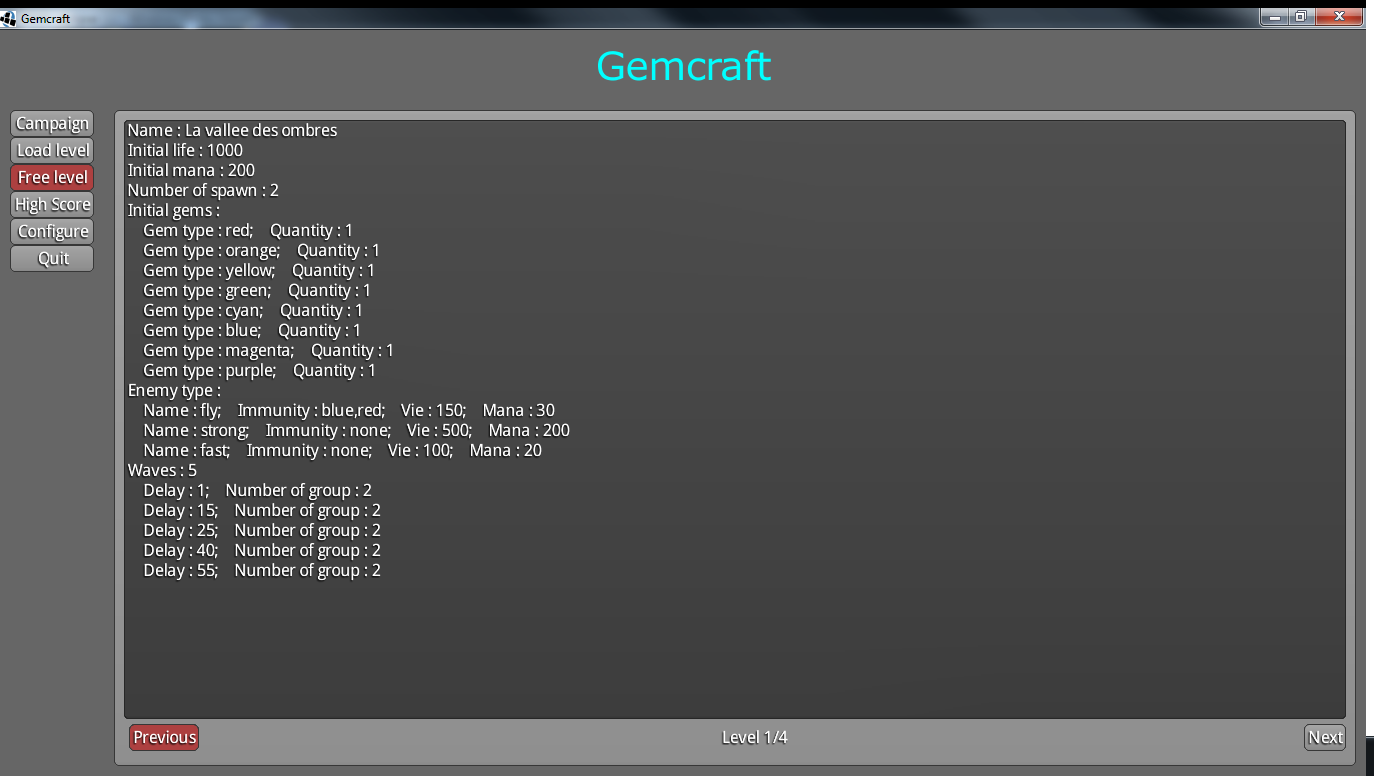 Gemcraft
Gemcraft
Campaign
Load level
Free level
High Score
Configure
Quit
Name : La vallee des ombres
Initial life : 1000
Initial mana : 200
Number of spawn : 2
Initial gems :
Gem type : red; Quantity : 1
Gem type : orange; Quantity : 1
Gem type : yellow; Quantity : 1
Gem type : green; Quantity : 1
Gem type : cyan; Quantity : 1
Gem type : blue; Quantity : 1
Gem type : magenta; Quantity : 1
Gem type : purple; Quantity : 1
Enemy type :
Name : fly; Immunity : blue,red; Vie : 150; Mana : 30
Name : strong; Immunity : none; Vie : 500; Mana : 200
Name : fast; Immunity : none; Vie : 100; Mana : 20
Waves : 5
Delay : 1; Number of group : 2
Delay : 15; Number of group : 2
Delay : 25; Number of group : 2
Delay : 40; Number of group : 2
Delay : 55; Number of group : 2
Previous
Level 1/4
Next